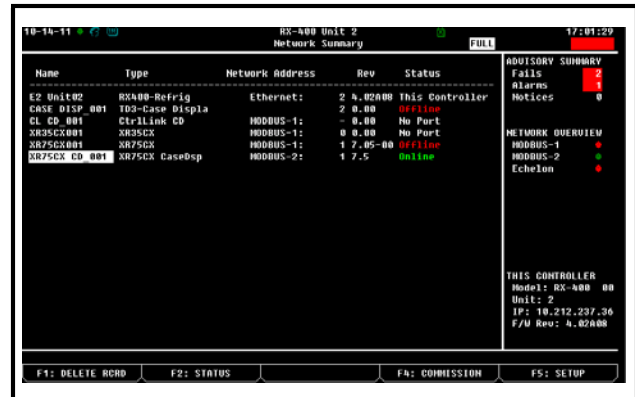 10-14-11 RX-400 Unit 2 17:01:29
Network Summary FULL
Name Type Network Address Rev Status
E2 Unit02 RX400-Refrig Ethernet: 2 4.02A08 This Controller
CASE DISP_001 TD3-Case Displa 2 0.00 Offline
CL CD_001 CtrlLink CD MODBUS-1: - 0.00 No Port
XR35CX001 XR35CX MODBUS-1: 0 0.00 No Port
XR75CX001 XR75CX MODBUS-1: 1 7.05-00 Offline
XR75CX CD_001 XR75CX CaseDsp MODBUS-2: 1 7.5 Online
ADVISORY SUMMARY
Fails 2
Alarms 1
Notices 0
NETWORK OVERVIEW
MODBUS-1
MODBUS-2
Echelon
THIS CONTROLLER
Model: RX-400 00
Unit: 2
IP: 10.212.237.36
F/W Rev: 4.02A08
F1: DELETE RCRD F2: STATUS F4: COMMISSION F5: SETUP